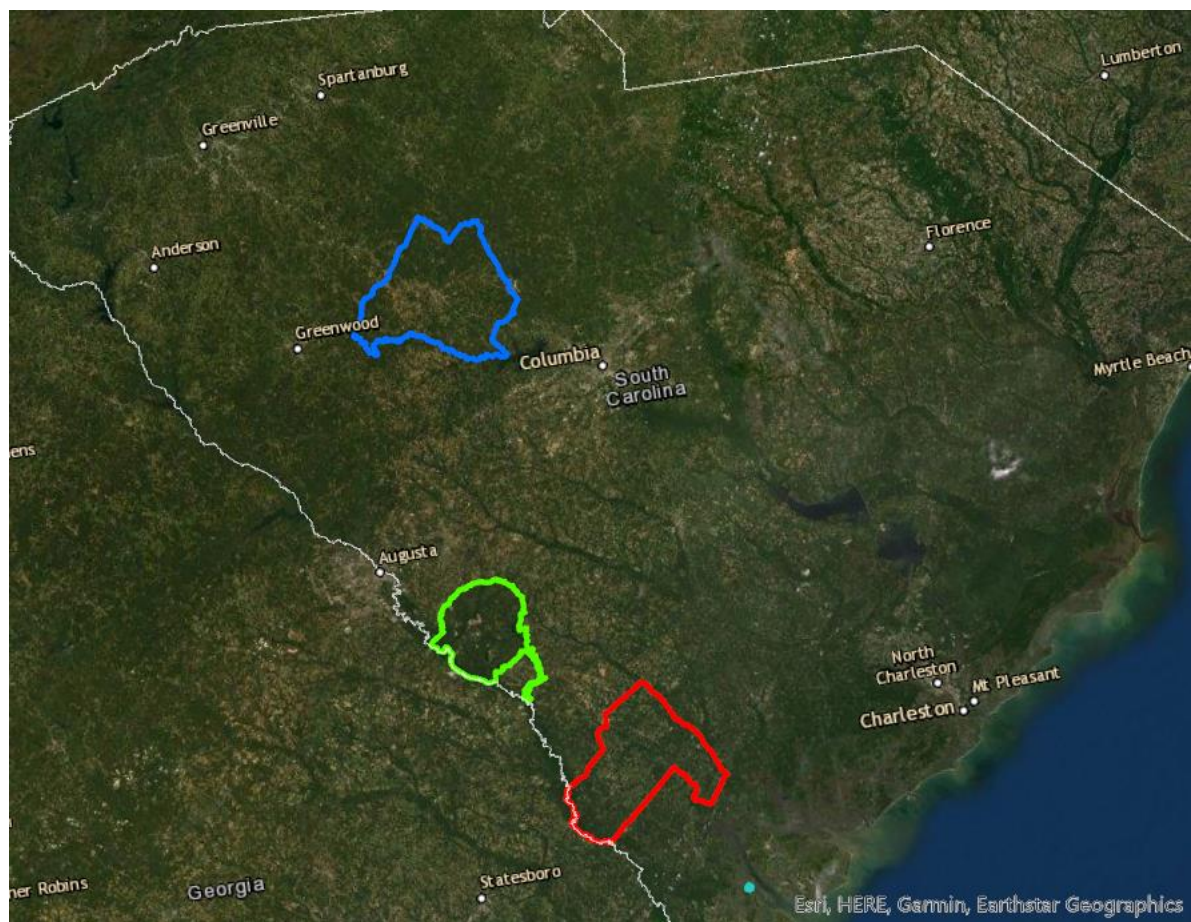 Lumberton
Spartanburg
Greenville
Florence
Anderson
Greenwood
Columbia
South
Carolina
Myrtle Beach
ens
Augusta
North
Charleston
Mt Pleasant
Charleston
Statesboro
ner Robins
Georgia
Esri, HERE, Garmin, Earthstar Geographics